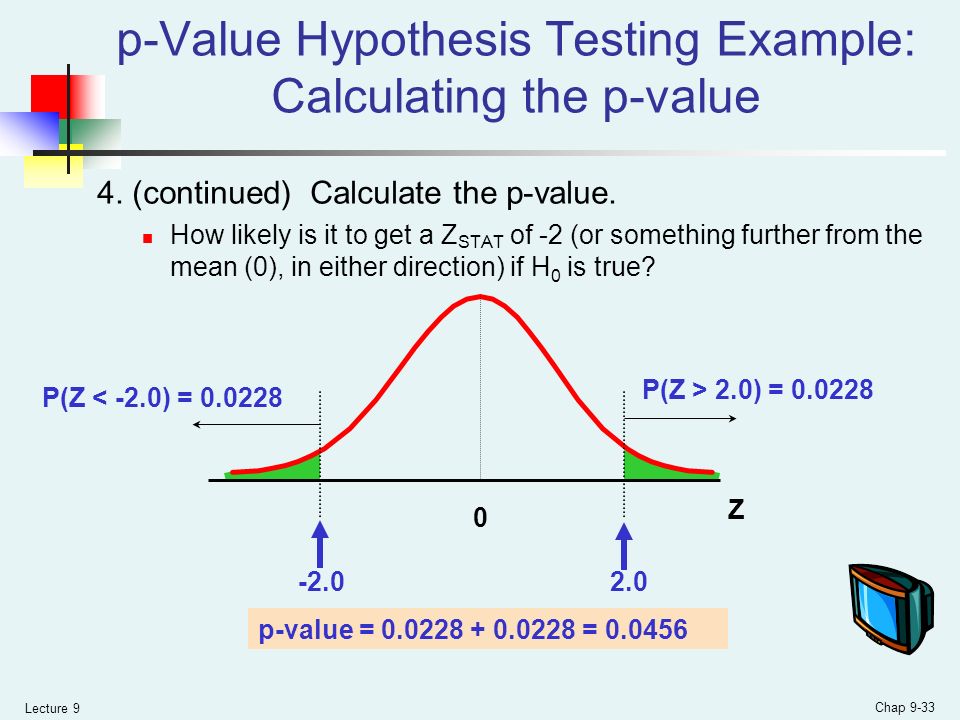 p-Value Hypothesis Testing Example:
Calculating the p-value
4. (continued) Calculate the p-value.
How likely is it to get a ZSTAT of -2 (or something further from the
mean (0), in either direction) if H0 is true?
P(Z < -2.0) = 0.0228
P(Z > 2.0) = 0.0228
0
Z
-2.0
2.0
p-value = 0.0228 + 0.0228 = 0.0456
Lecture 9
Chap 9-33